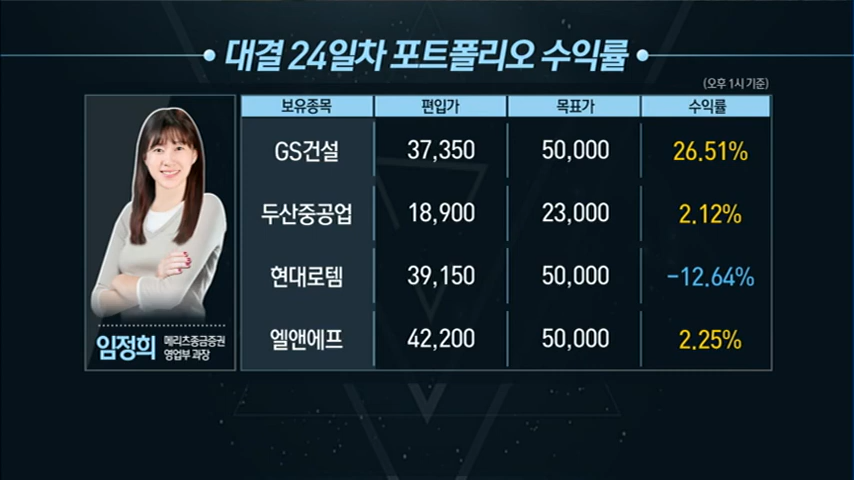 대결 24일차 포트폴리오 수익률
(오후 1시 기준)
보유종목 편입가 목표가 수익률
GS건설 37,350 50,000 26.51%
두산중공업 18,900 23,000 2.12%
현대로템 39,150 50,000 -12.64%
엘앤에프 42,200 50,000 2.25%
임정희 메리츠종금증권
영업부 과장